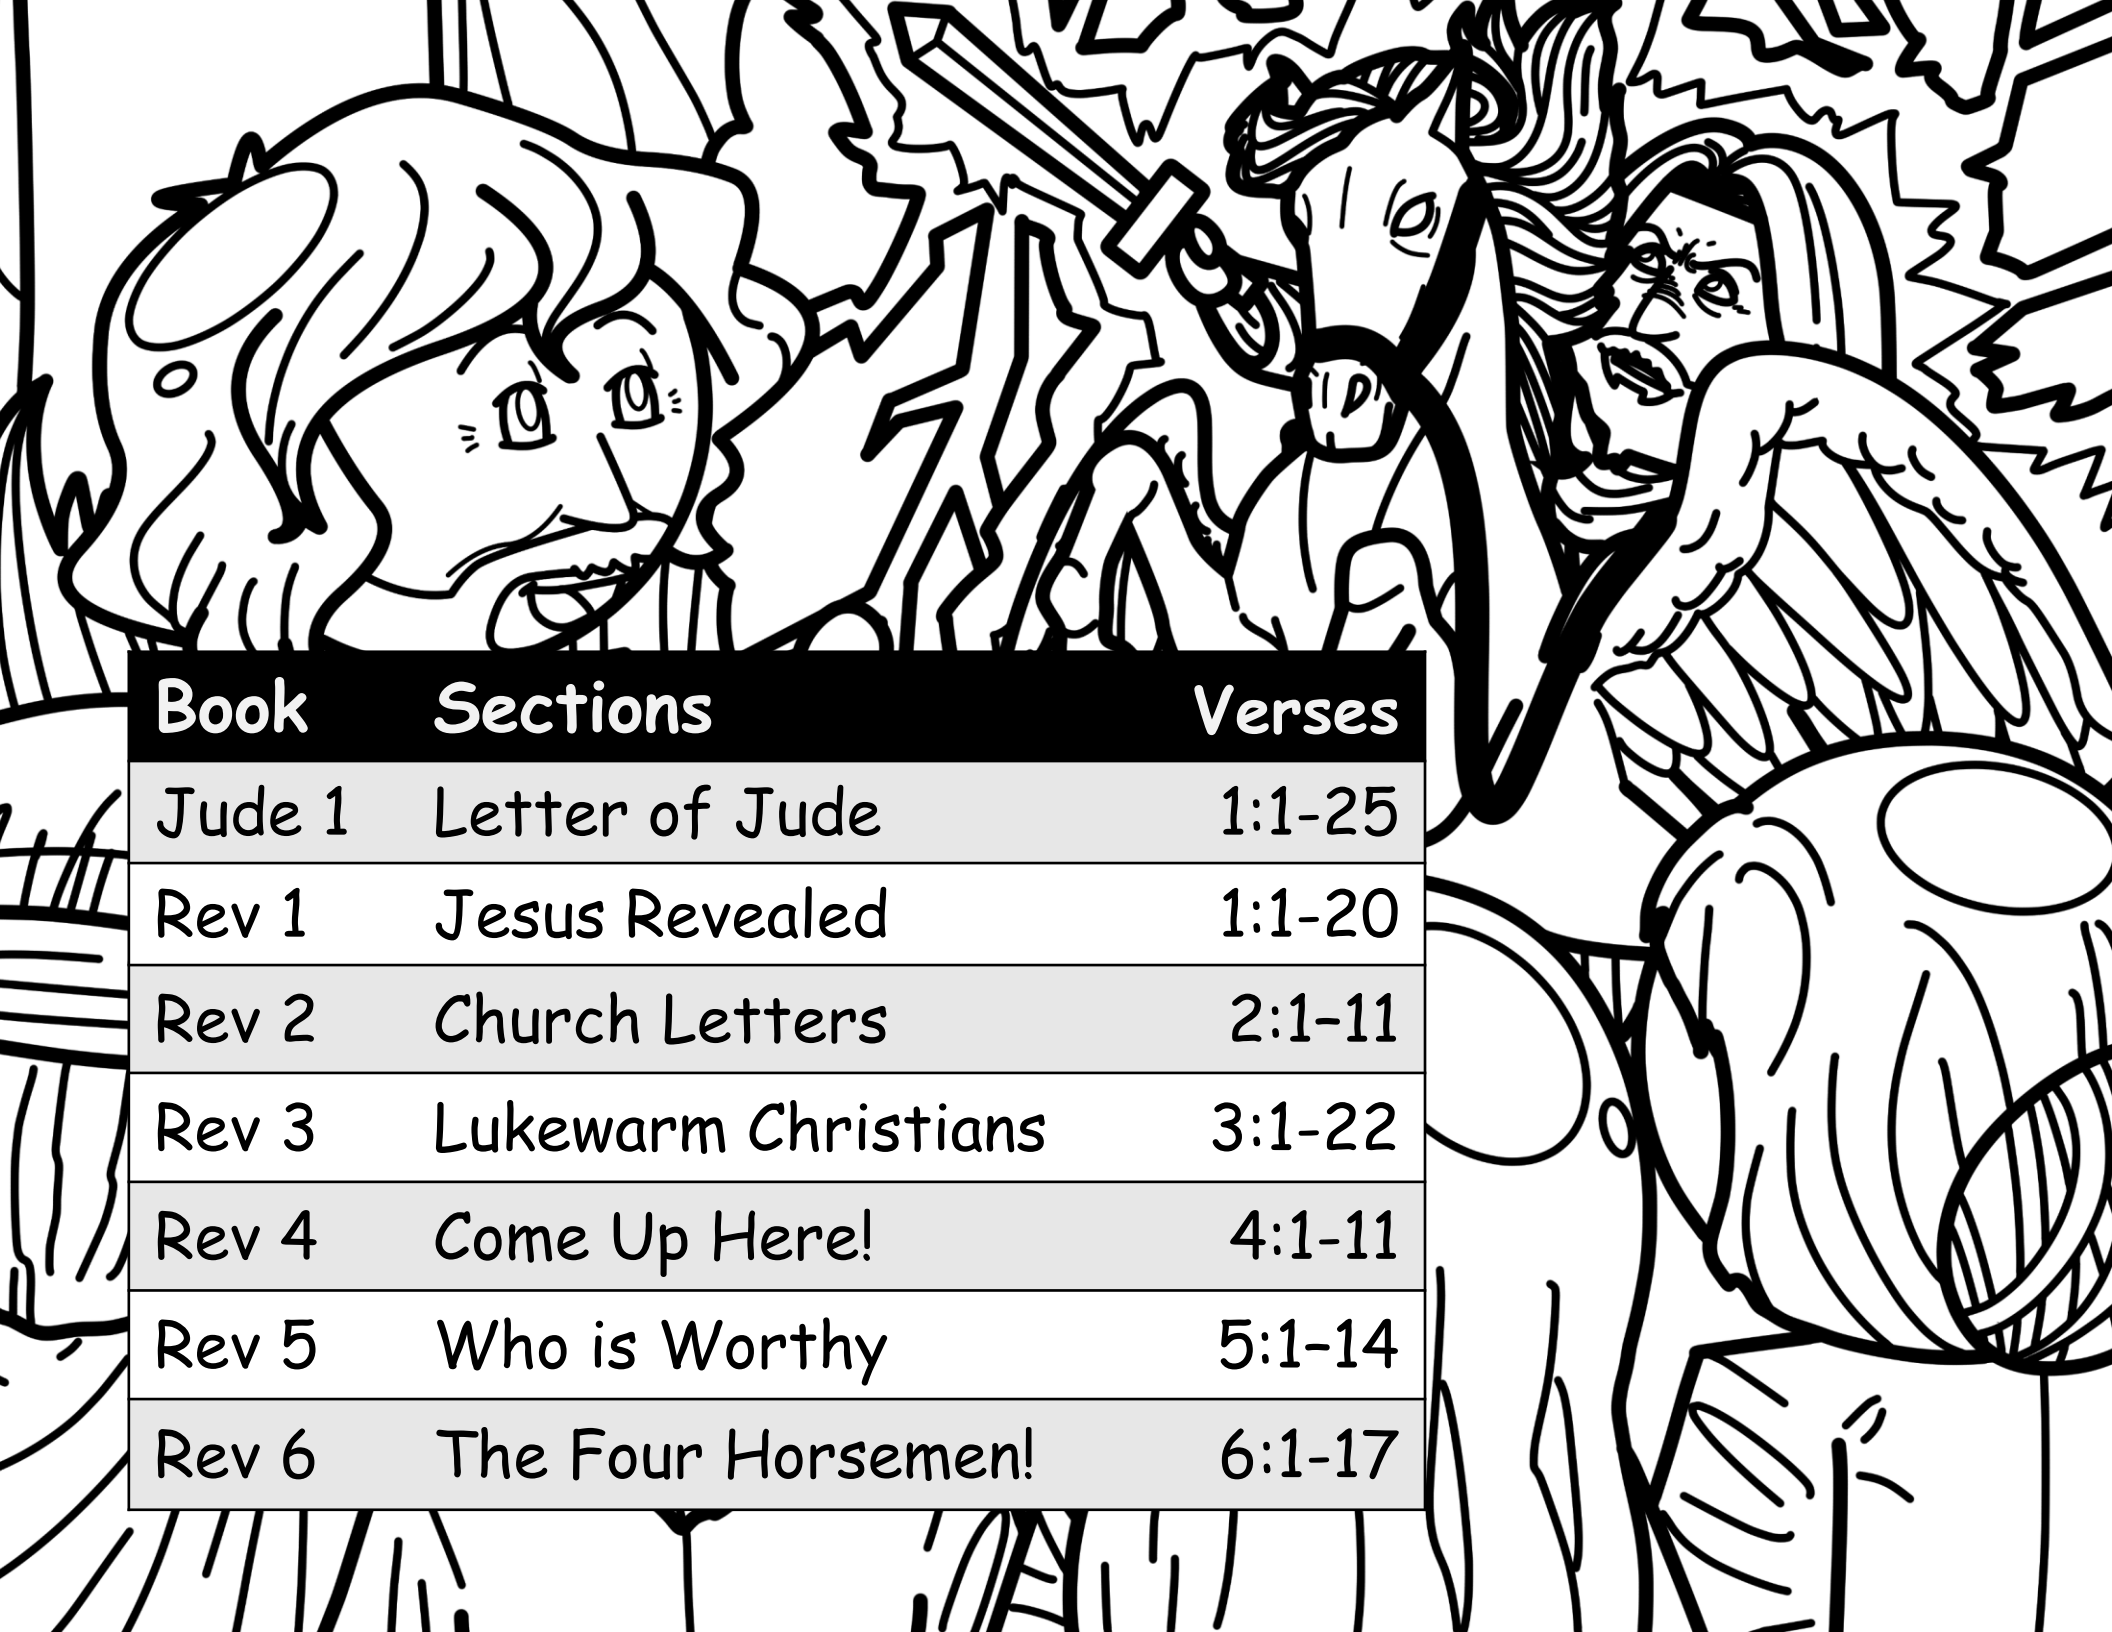 Book Sections Verses
Jude 1 Letter of Jude 1:1-25
Rev 1 Jesus Revealed 1:1-20
Rev 2 Church Letters 2:1-11
Rev 3 Lukewarm Christians 3:1-22
Rev 4 Come Up Here! 4:1-11
Rev 5 Who is Worthy 5:1-14
Rev 6 The Four Horsemen! 6:1-17